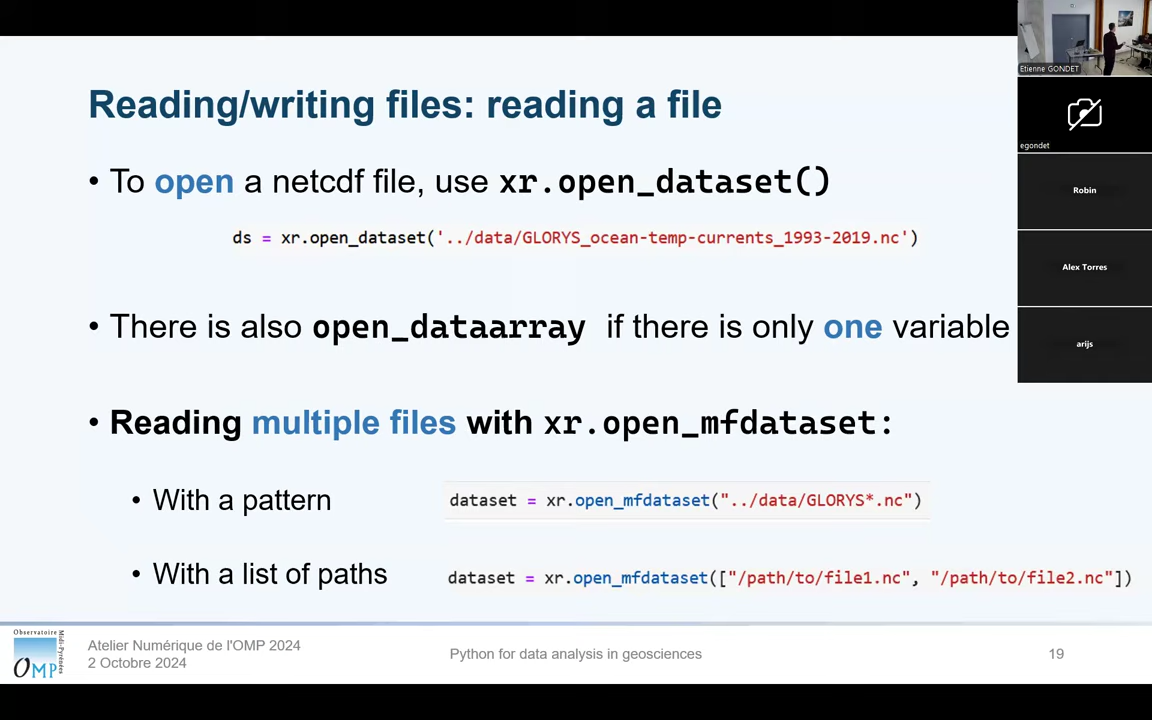 Etienne GONDET
egondet
Robin
Alex Torres
arijs
Reading/writing files: reading a file
• To open a netcdf file, use xr.open_dataset()
ds = xr.open_dataset('../data/GLORYS_ocean-temp-currents_1993-2019.nc')
• There is also open_dataarray if there is only one variable
• Reading multiple files with xr.open_mfdataset:
• With a pattern
dataset = xr.open_mfdataset("../data/GLORYS*.nc")
• With a list of paths
dataset = xr.open_mfdataset(["/path/to/file1.nc", "/path/to/file2.nc"])
Observatoire
Midi-Pyrénées
OMP
Atelier Numérique de l'OMP 2024
2 Octobre 2024
Python for data analysis in geosciences
19